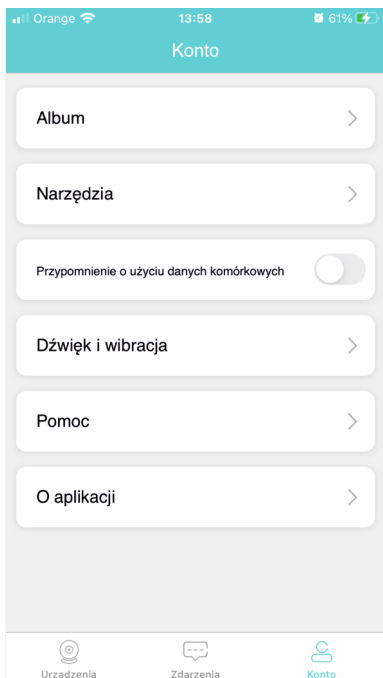 Orange 13:58 61%
Konto
Album
Narzędzia
Przypomnienie o użyciu danych komórkowych
Dźwięk i wibracja
Pomoc
O aplikacji
Urzadzenia Zdarzenia Konto